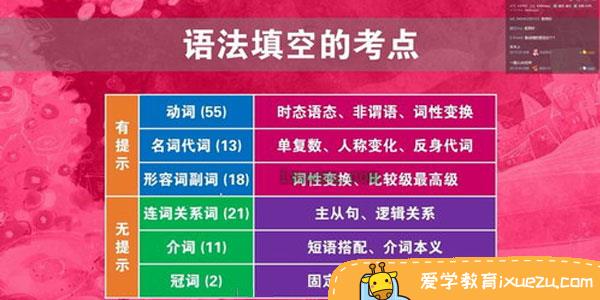 语法填空的考点
有提示
动词 (55)
时态语态、非谓语、词性变换
名词代词 (13)
单复数、人称变化、反身代词
形容词副词 (18)
词性变换、比较级最高级
无提示
连词关系词 (21)
主从句、逻辑关系
介词 (11)
短语搭配、介词本义
冠词 (2)
固定
爱学教育ixuezu.com